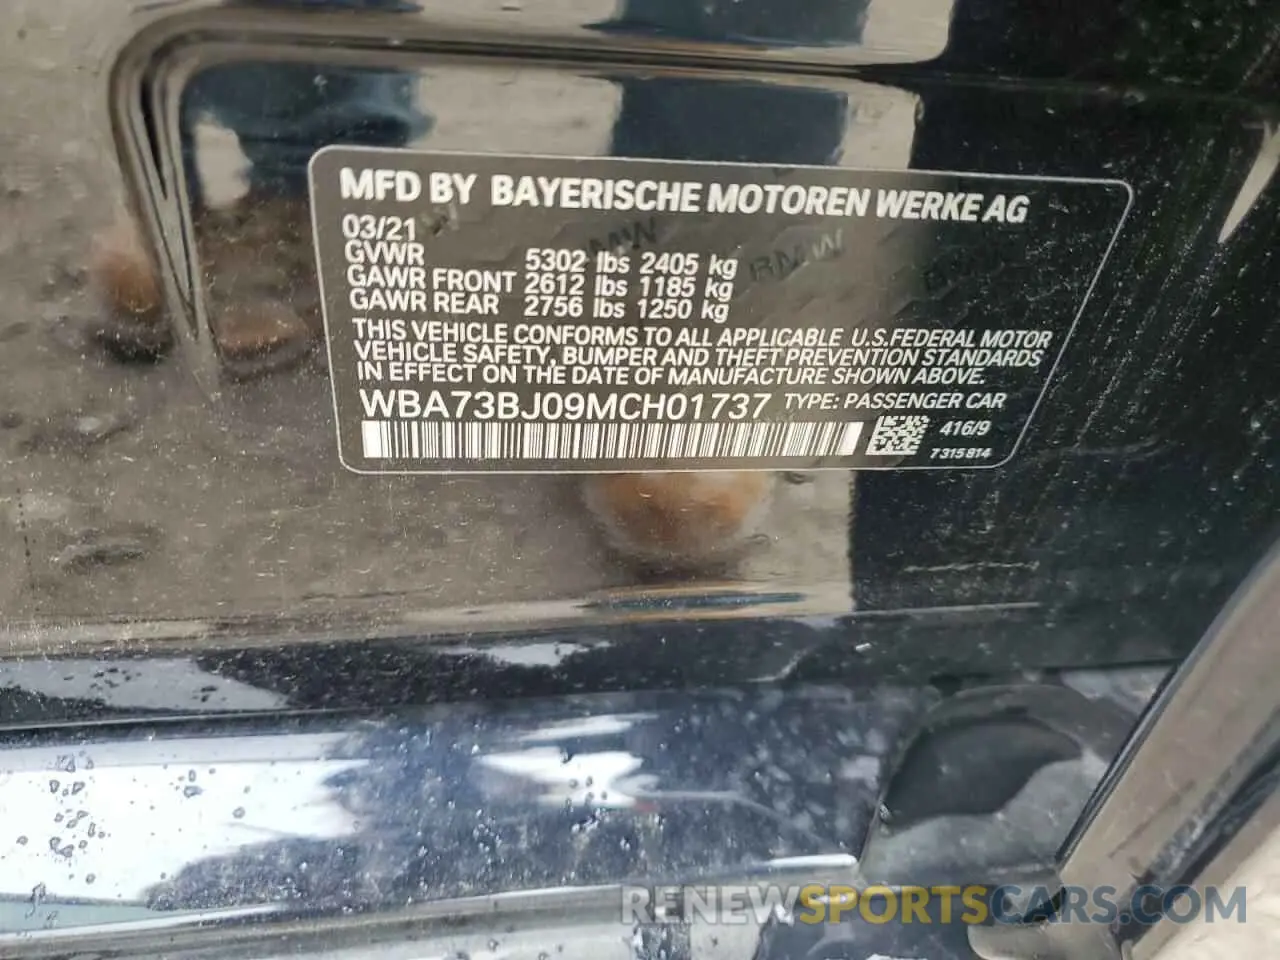 MFD BY BAYERISCHE MOTOREN WERKE AG
03/21
GVWR 5302 lbs 2405 kg
GAWR FRONT 2612 lbs 1185 kg
GAWR REAR 2756 lbs 1250 kg
THIS VEHICLE CONFORMS TO ALL APPLICABLE U.S.FEDERAL MOTOR
VEHICLE SAFETY, BUMPER AND THEFT PREVENTION STANDARDS
IN EFFECT ON THE DATE OF MANUFACTURE SHOWN ABOVE.
WBA73BJ09MCH01737 TYPE: PASSENGER CAR
416/9
7315814
RENEWSPORTSCARS.COM